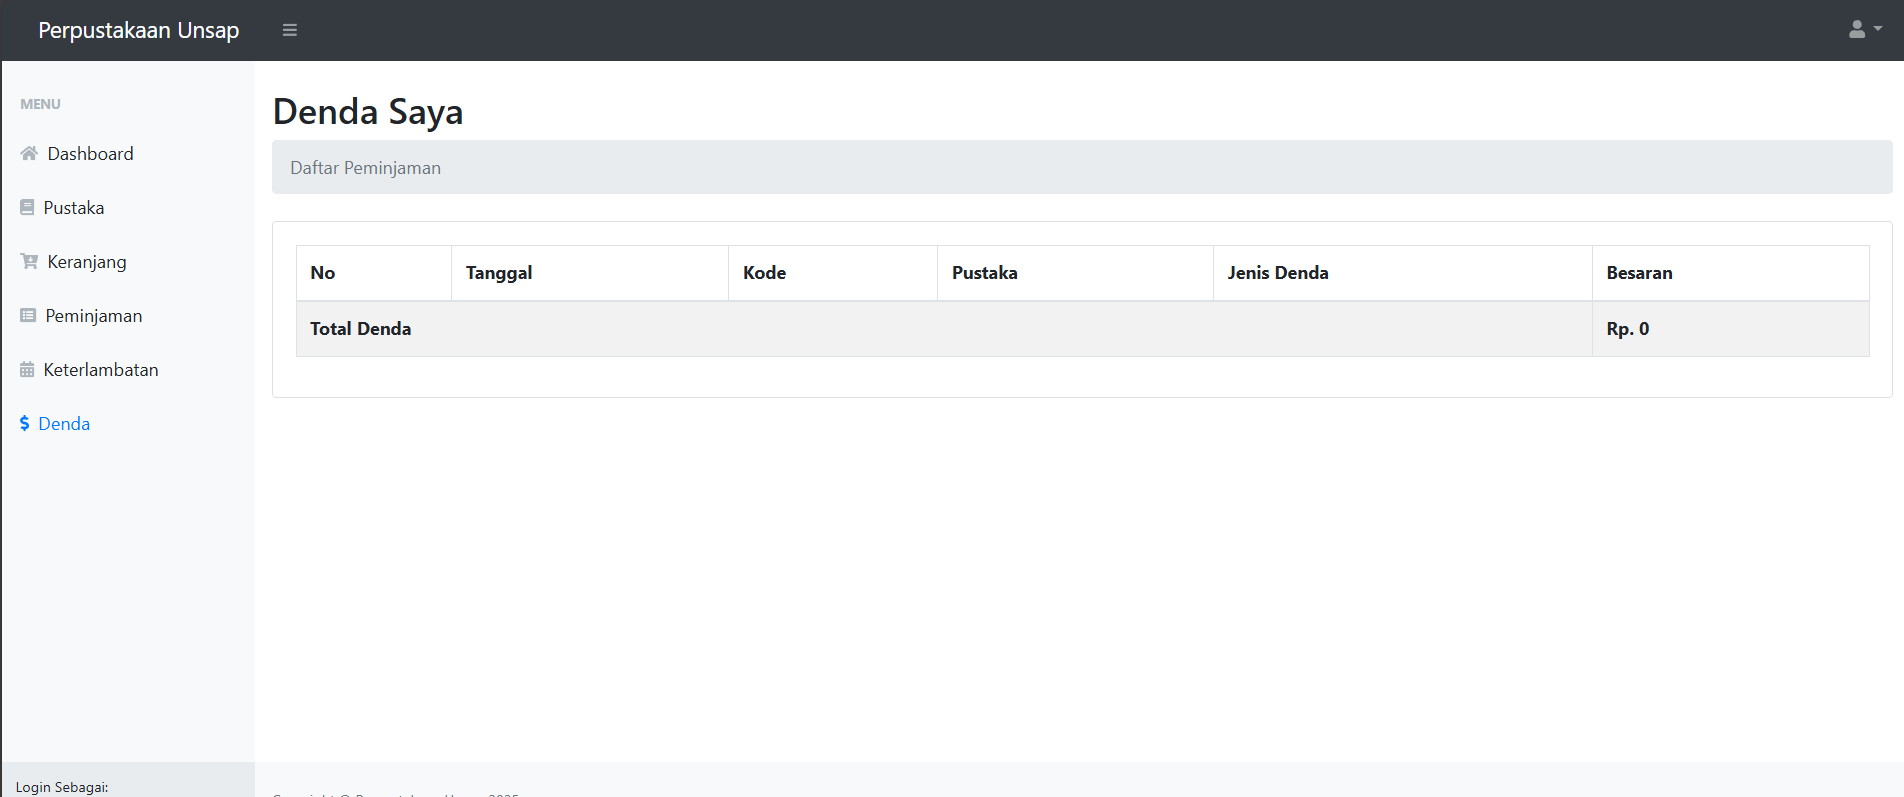 Perpustakaan Unsap
MENU
Dashboard
Pustaka
Keranjang
Peminjaman
Keterlambatan
Denda
Login Sebagai:
Denda Saya
Daftar Peminjaman
No Tanggal Kode Pustaka Jenis Denda Besaran
Total Denda Rp. 0